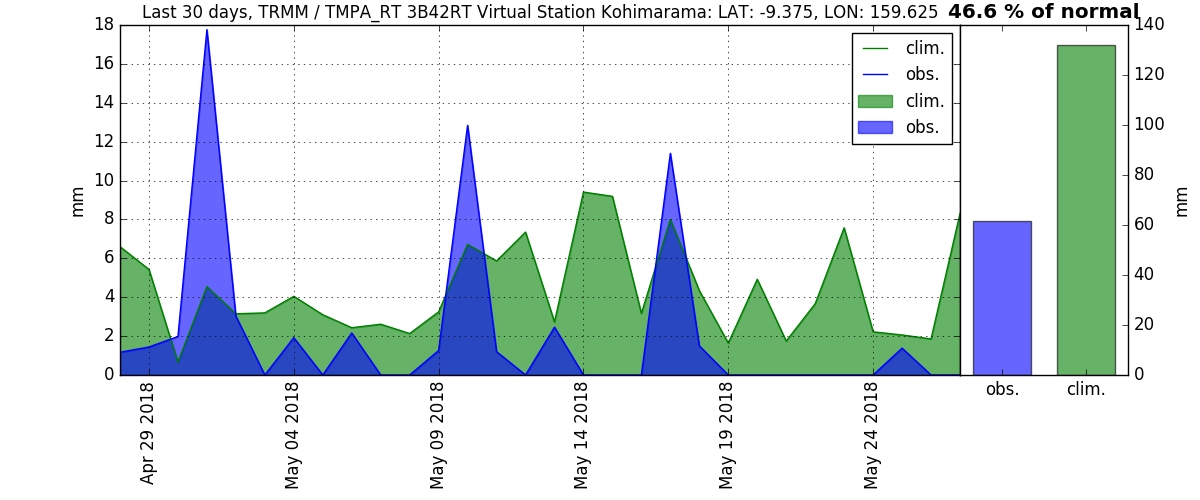 Last 30 days, TRMM / TMPA_RT 3B42RT Virtual Station Kohimarama: LAT: -9.375, LON: 159.625
46.6 % of normal
18
16
14
12
10
8
6
4
2
0
mm
clim.
obs.
clim.
obs.
Apr 29 2018
May 04 2018
May 09 2018
May 14 2018
May 19 2018
May 24 2018
140
120
100
80
60
40
20
0
mm
obs.
clim.